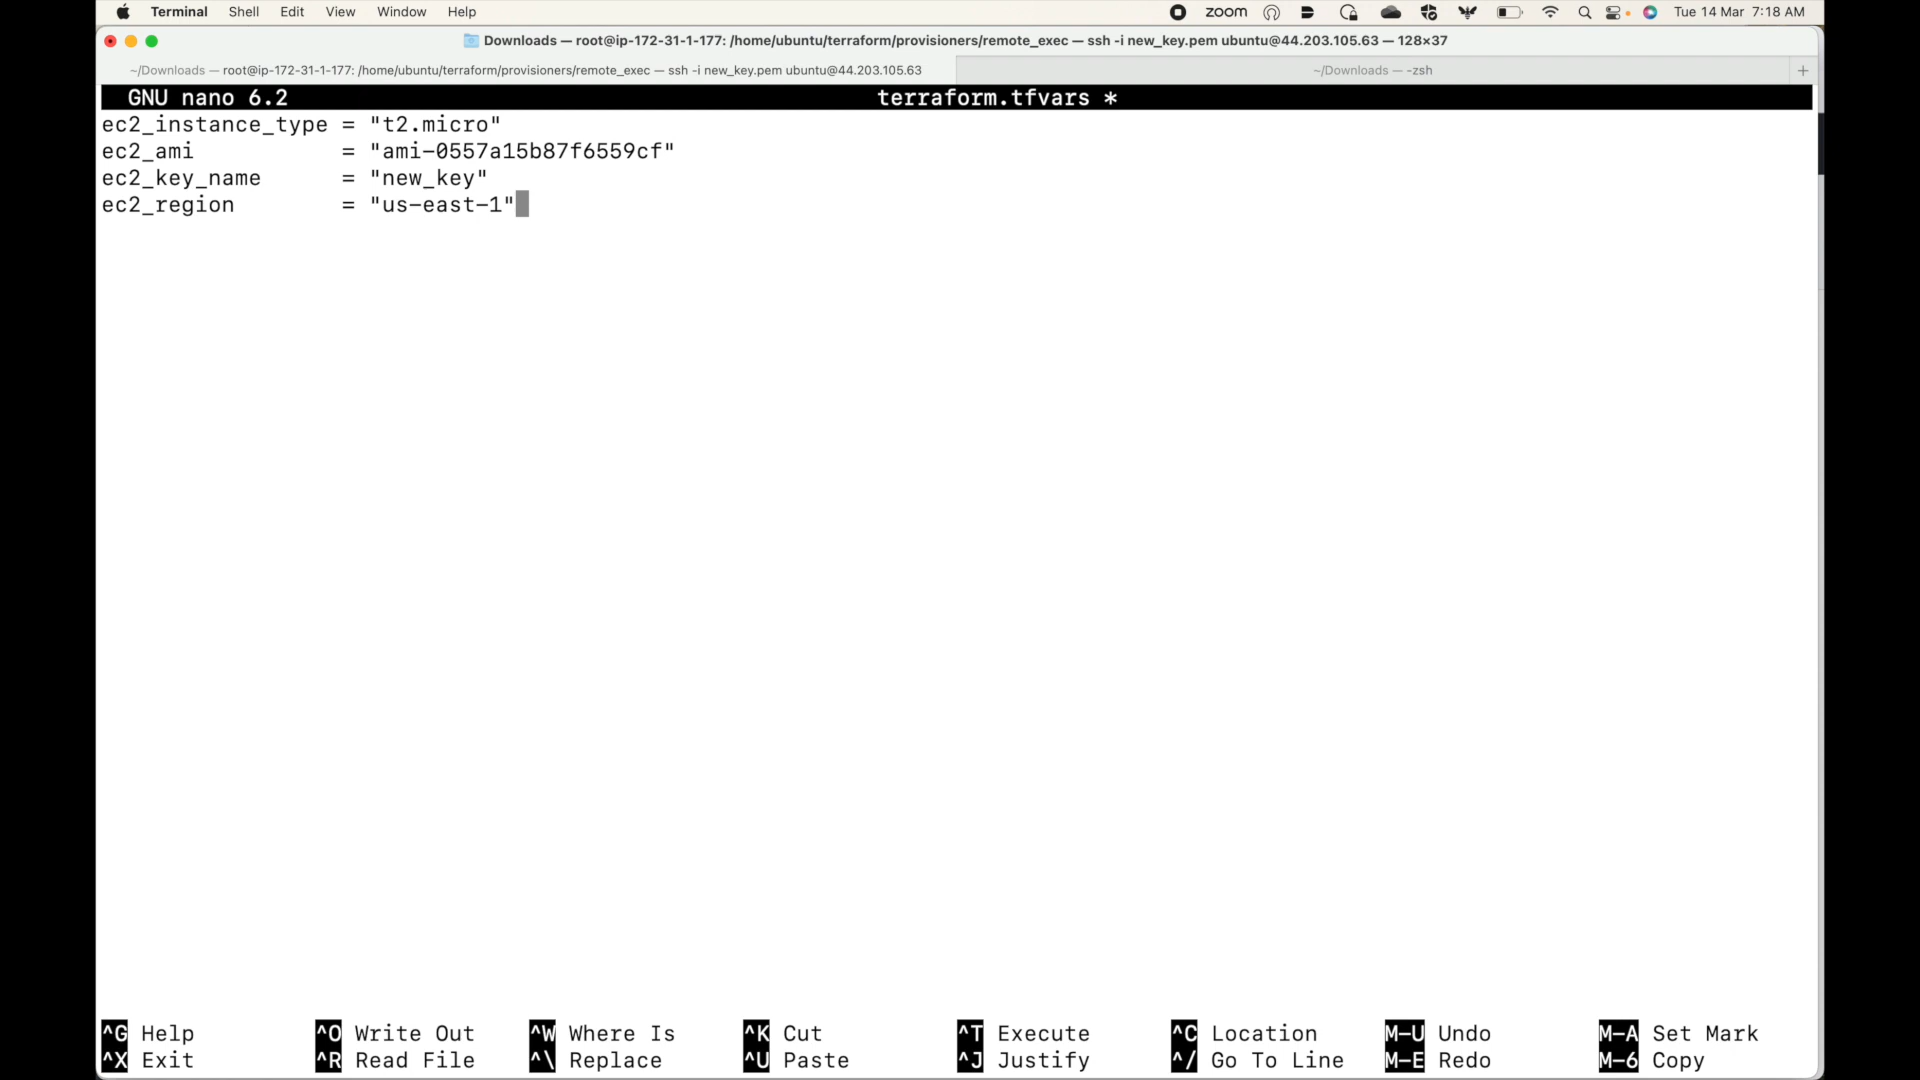 Terminal Shell Edit View Window Help zoom Tue 14 Mar 7:18 AM
Downloads — root@ip-172-31-1-177: /home/ubuntu/terraform/provisioners/remote_exec — ssh -i new_key.pem ubuntu@44.203.105.63 — 128×37
~/Downloads — root@ip-172-31-1-177: /home/ubuntu/terraform/provisioners/remote_exec — ssh -i new_key.pem ubuntu@44.203.105.63 ~/Downloads — -zsh +
GNU nano 6.2 terraform.tfvars *
ec2_instance_type = "t2.micro"
ec2_ami = "ami-0557a15b87f6559cf"
ec2_key_name = "new_key"
ec2_region = "us-east-1"
^G Help ^O Write Out ^W Where Is ^K Cut ^T Execute ^C Location M-U Undo M-A Set Mark
^X Exit ^R Read File ^\ Replace ^U Paste ^J Justify ^/ Go To Line M-E Redo M-6 Copy